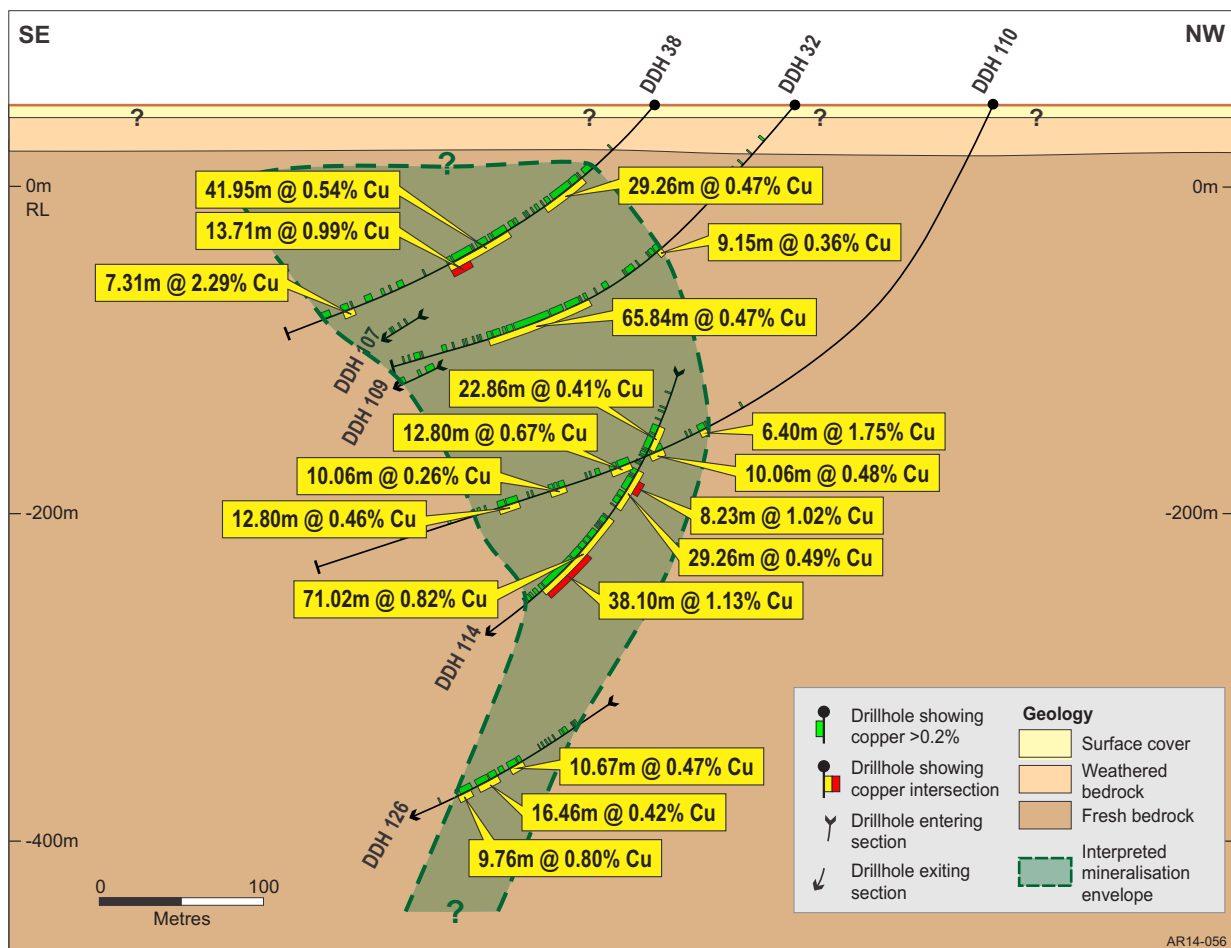 SE
NW
DDH 38
DDH 32
DDH 110
?
?
?
?
?
0m
RL
0m
41.95m @ 0.54% Cu
29.26m @ 0.47% Cu
13.71m @ 0.99% Cu
9.15m @ 0.36% Cu
7.31m @ 2.29% Cu
65.84m @ 0.47% Cu
DDH 107
DDH 109
22.86m @ 0.41% Cu
12.80m @ 0.67% Cu
6.40m @ 1.75% Cu
10.06m @ 0.26% Cu
10.06m @ 0.48% Cu
12.80m @ 0.46% Cu
8.23m @ 1.02% Cu
-200m
-200m
29.26m @ 0.49% Cu
71.02m @ 0.82% Cu
38.10m @ 1.13% Cu
DDH 114
10.67m @ 0.47% Cu
16.46m @ 0.42% Cu
DDH 126
9.76m @ 0.80% Cu
-400m
-400m
0
100
Metres
?
Drillhole showing
copper >0.2%
Drillhole showing
copper intersection
Drillhole entering
section
Drillhole exiting
section
Geology
Surface cover
Weathered
bedrock
Fresh bedrock
Interpreted
mineralisation
envelope
AR14-056